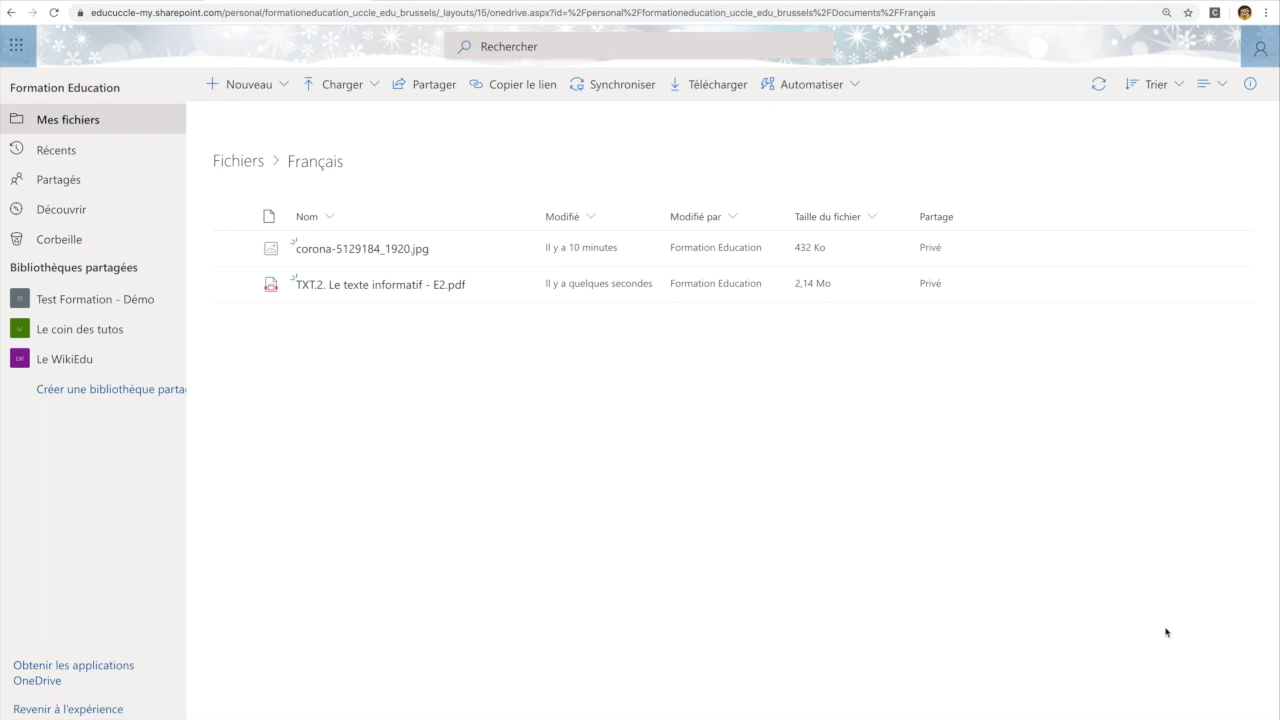 educuccle-my.sharepoint.com/personal/formationeducation_uccle_edu_brussels/_layouts/15/onedrive.aspx?id=%2Fpersonal%2Fformationeducation_uccle_edu_brussels%2FDocuments%2FFrançais
Rechercher
Formation Education
Nouveau Charger Partager Copier le lien Synchroniser Télécharger Automatiser Trier
Mes fichiers
Récents
Partagés
Découvrir
Corbeille
Bibliothèques partagées
Test Formation - Démo
Le coin des tutos
LW Le WikiEdu
Créer une bibliothèque parta
Fichiers > Français
Nom Modifié Modifié par Taille du fichier Partage
corona-5129184_1920.jpg Il y a 10 minutes Formation Education 432 Ko Privé
TXT.2. Le texte informatif - E2.pdf Il y a quelques secondes Formation Education 2,14 Mo Privé
Obtenir les applications
OneDrive
Revenir à l'expérience